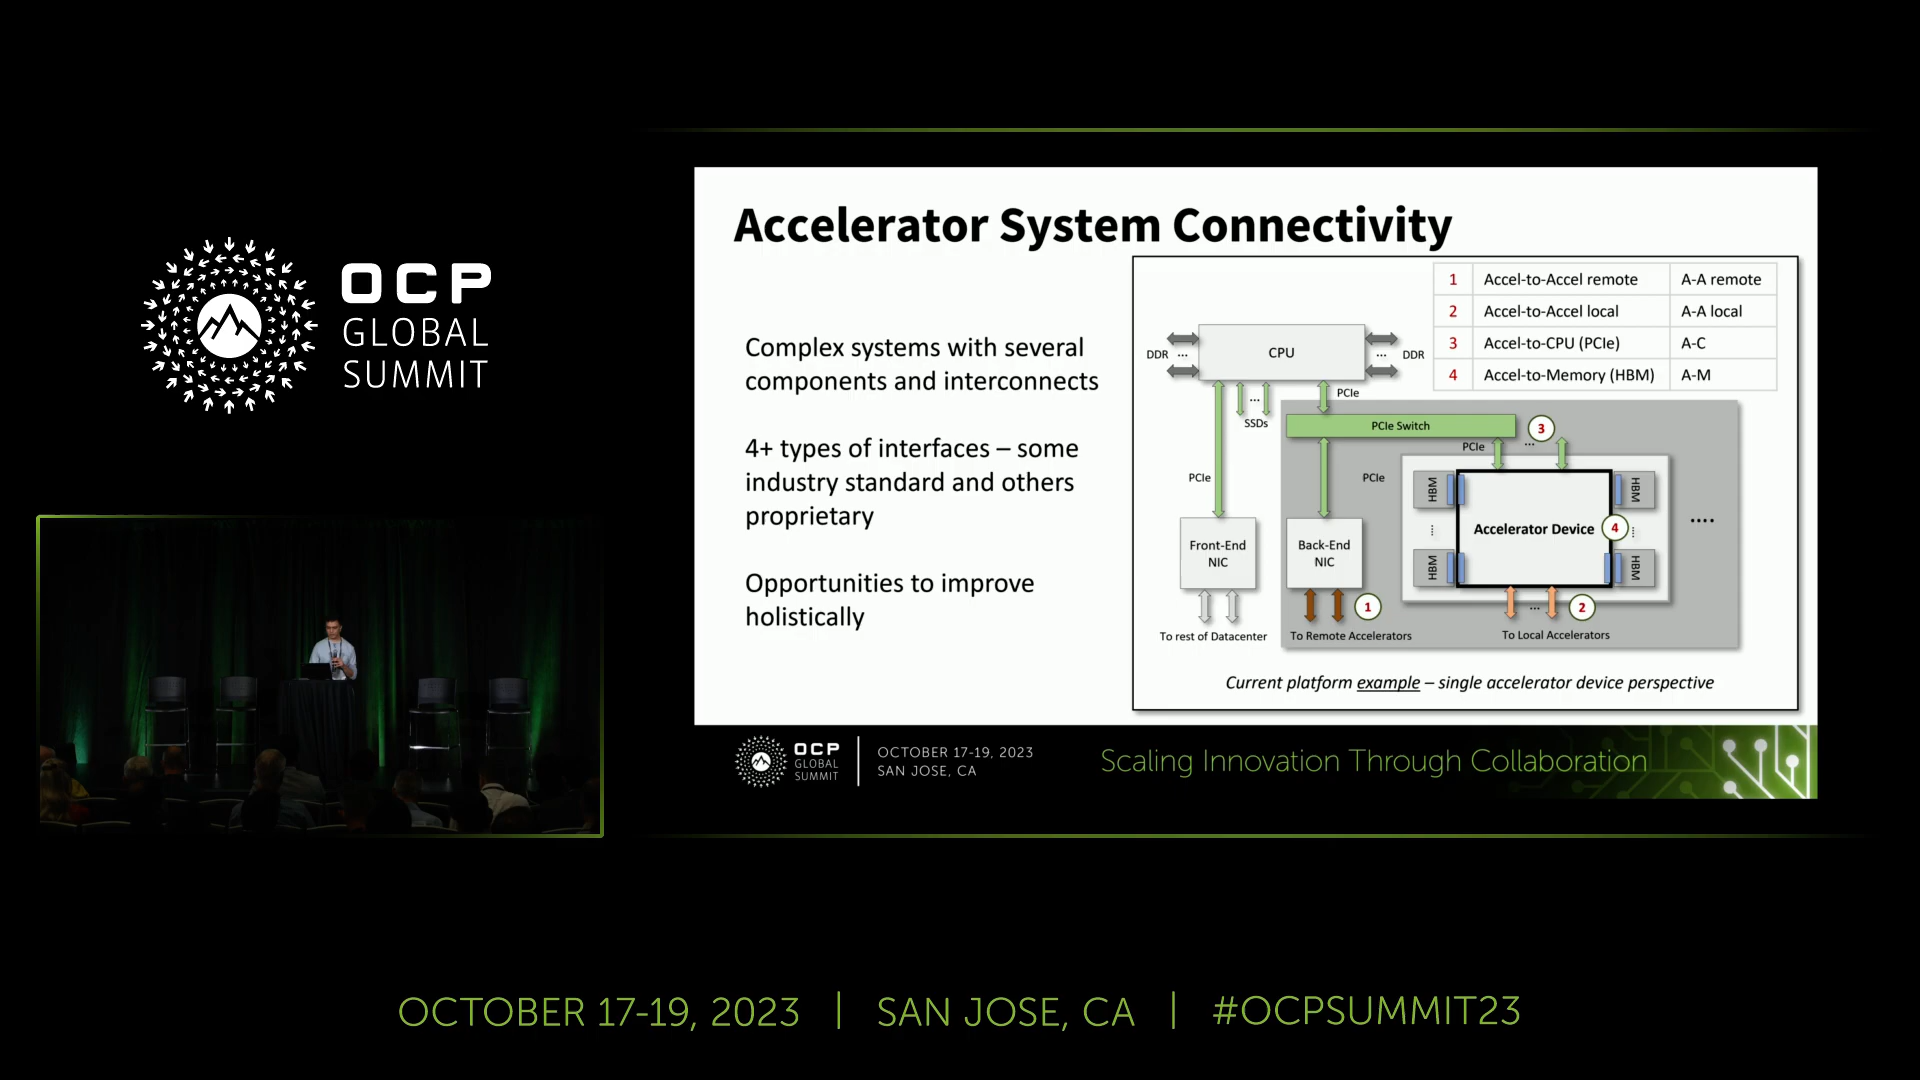 OCP
GLOBAL
SUMMIT
Accelerator System Connectivity
Complex systems with several
components and interconnects
4+ types of interfaces – some
industry standard and others
proprietary
Opportunities to improve
holistically
1 Accel-to-Accel remote A-A remote
2 Accel-to-Accel local A-A local
3 Accel-to-CPU (PCIe) A-C
4 Accel-to-Memory (HBM) A-M
DDR ...
CPU
... DDR
PCIe
...
SSDs
PCIe Switch
3
PCIe
...
PCIe
PCIe
HBM
HBM
Accelerator Device
4
....
HBM
HBM
Front-End
NIC
Back-End
NIC
1
...
2
To rest of Datacenter
To Remote Accelerators
To Local Accelerators
Current platform example – single accelerator device perspective
OCP
GLOBAL
SUMMIT
OCTOBER 17-19, 2023
SAN JOSE, CA
Scaling Innovation Through Collaboration
OCTOBER 17-19, 2023 | SAN JOSE, CA | #OCPSUMMIT23